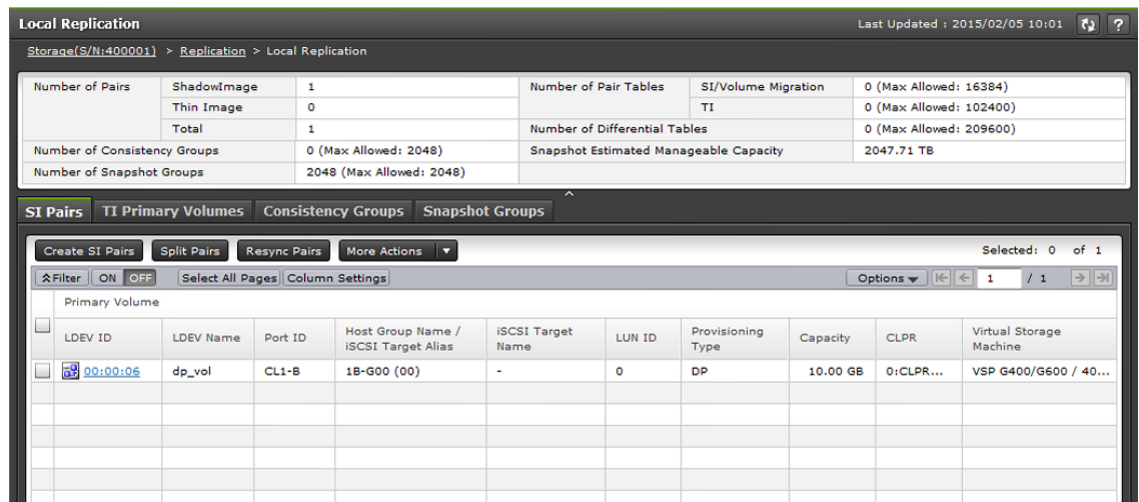 Local Replication Last Updated : 2015/02/05 10:01 ?
Storage(S/N:400001) > Replication > Local Replication
Number of Pairs ShadowImage 1 Number of Pair Tables SI/Volume Migration 0 (Max Allowed: 16384)
Thin Image 0 TI 0 (Max Allowed: 102400)
Total 1 Number of Differential Tables 0 (Max Allowed: 209600)
Number of Consistency Groups 0 (Max Allowed: 2048) Snapshot Estimated Manageable Capacity 2047.71 TB
Number of Snapshot Groups 2048 (Max Allowed: 2048)
SI Pairs TI Primary Volumes Consistency Groups Snapshot Groups
Create SI Pairs Split Pairs Resync Pairs More Actions Selected: 0 of 1
Filter ON OFF Select All Pages Column Settings Options 1 / 1
Primary Volume
LDEV ID LDEV Name Port ID Host Group Name / iSCSI Target LUN ID Provisioning Capacity CLPR Virtual Storage
iSCSI Target Alias Name Type Machine
00:00:06 dp_vol CL1-B 1B-G00 (00) - 0 DP 10.00 GB 0:CLPR... VSP G400/G600 / 40...